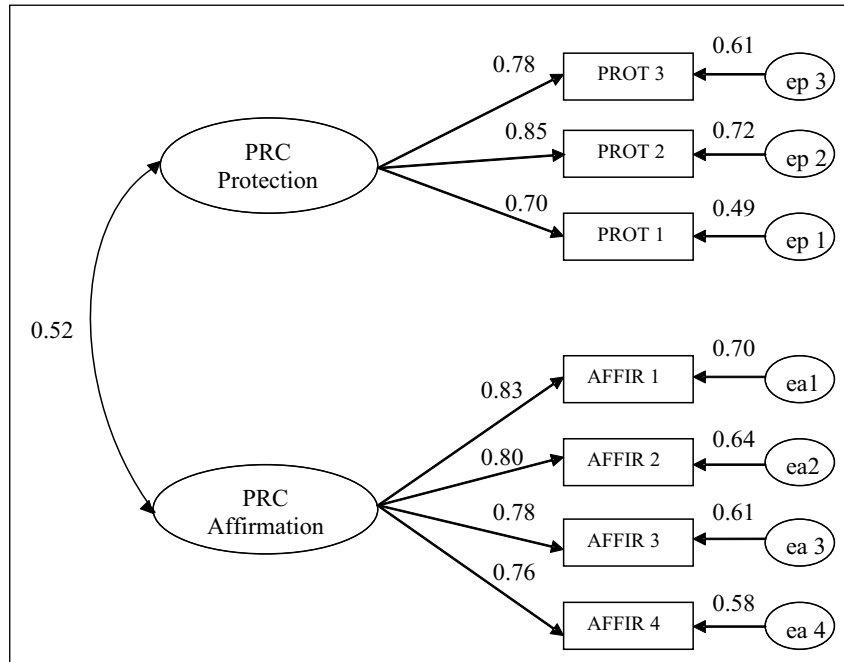 0.78
PROT 3
0.61
ep 3
PRC
Protection
0.85
PROT 2
0.72
ep 2
0.70
PROT 1
0.49
ep 1
0.52
PRC
Affirmation
0.83
AFFIR 1
0.70
ea1
0.80
AFFIR 2
0.64
ea2
0.78
AFFIR 3
0.61
ea 3
0.76
AFFIR 4
0.58
ea 4